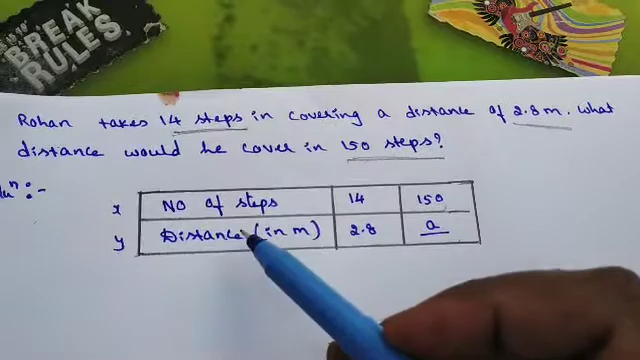 BREAK
RULES
Rohan takes 14 steps in covering a distance of 2.8m. What
distance would he cover in 150 steps?
x No of steps 14 150
y Distance (in m) 2.8 a